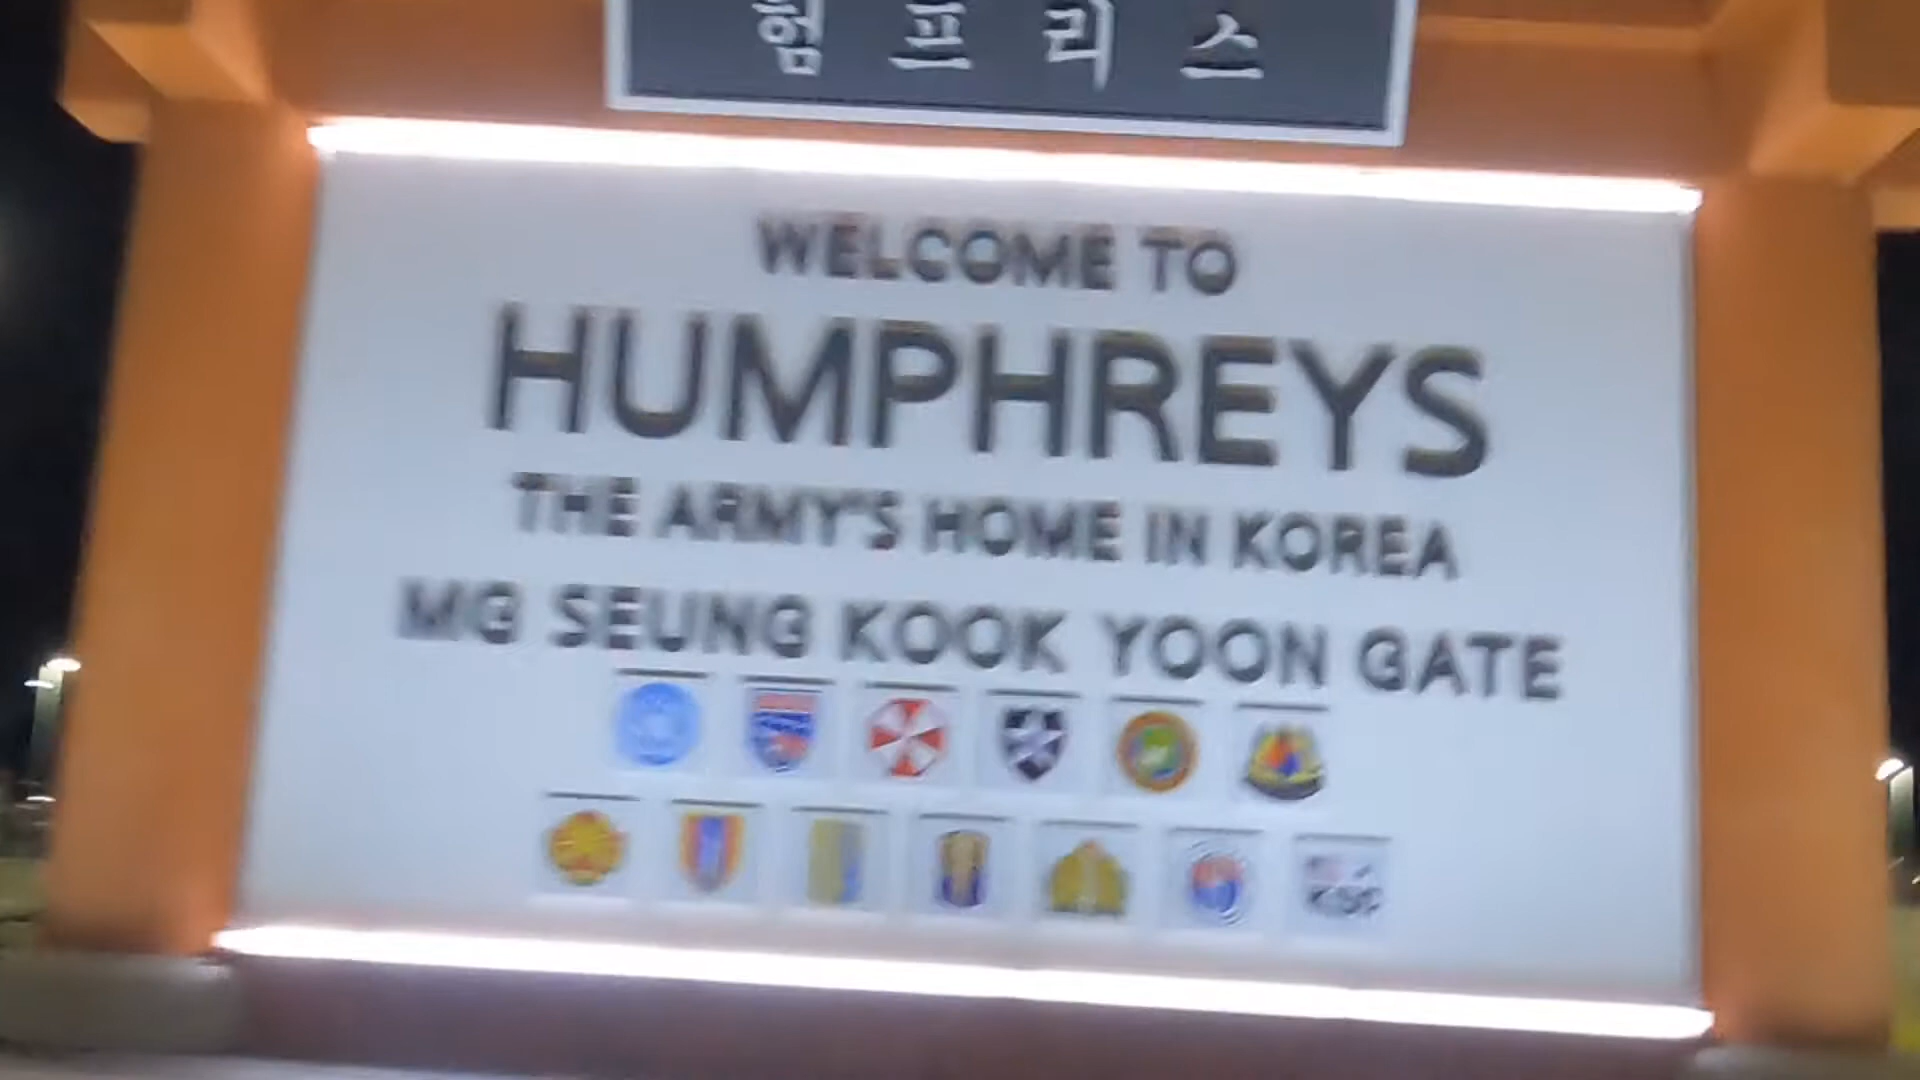 험프리스
WELCOME TO
HUMPHREYS
THE ARMY'S HOME IN KOREA
MG SEUNG KOOK YOON GATE